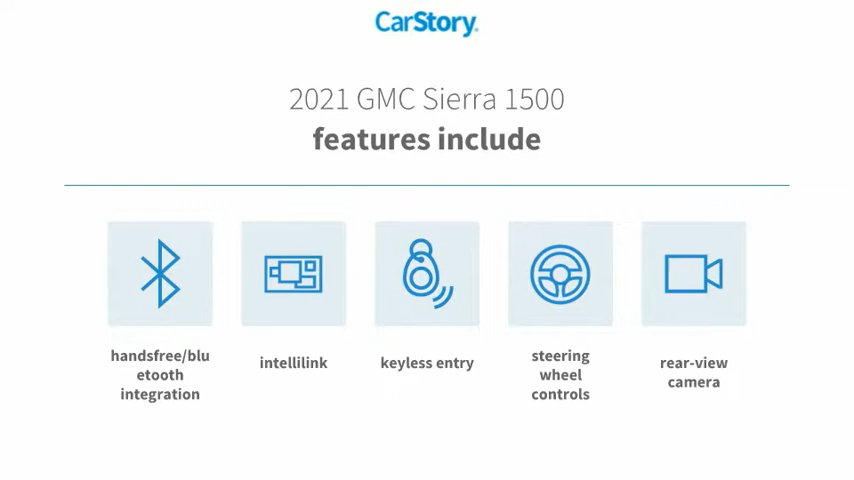 CarStory.
2021 GMC Sierra 1500
features include
handsfree/blu
etooth
integration
intellilink
keyless entry
steering
wheel
controls
rear-view
camera